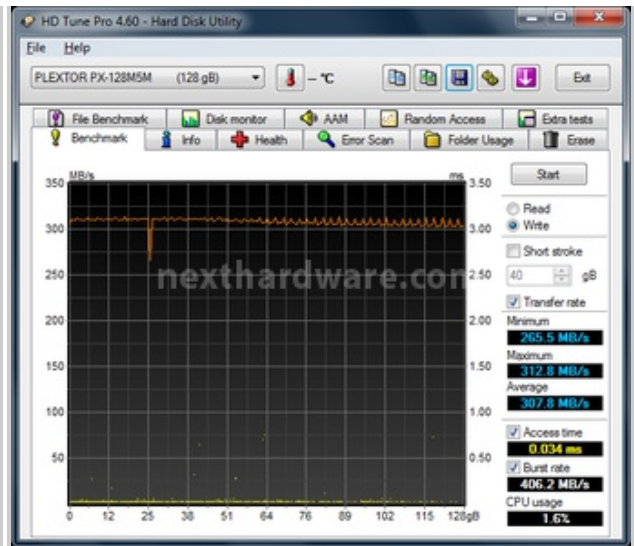 HD Tune Pro 4.60 - Hard Disk Utility
File Help
PLEXTOR PX-128M5M (128 gB) – °C Exit
File Benchmark Disk monitor AAM Random Access Extra tests
Benchmark Info Health Error Scan Folder Usage Erase
MB/s ms
350 3.50
300 3.00
250 2.50
200 2.00
150 1.50
100 1.00
50 0.50
0 12 25 38 51 64 76 89 102 115 128gB
nexthardware.com
Start
Read
Write
Short stroke
40 gB
Transfer rate
Minimum
265.5 MB/s
Maximum
312.8 MB/s
Average
307.8 MB/s
Access time
0.034 ms
Burst rate
406.2 MB/s
CPU usage
1.6%